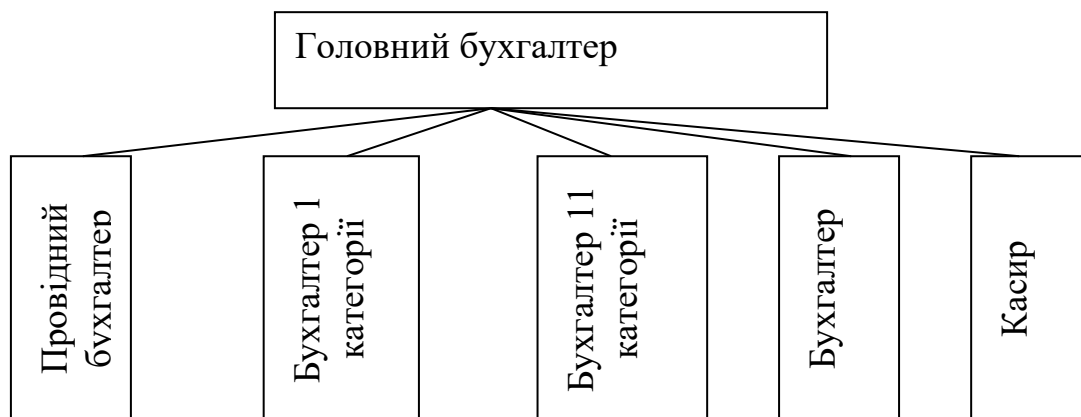 Головний бухгалтер
Провідний
бухгалтер
Бухгалтер 1
категорії
Бухгалтер 11
категорії
Бухгалтер
Касир